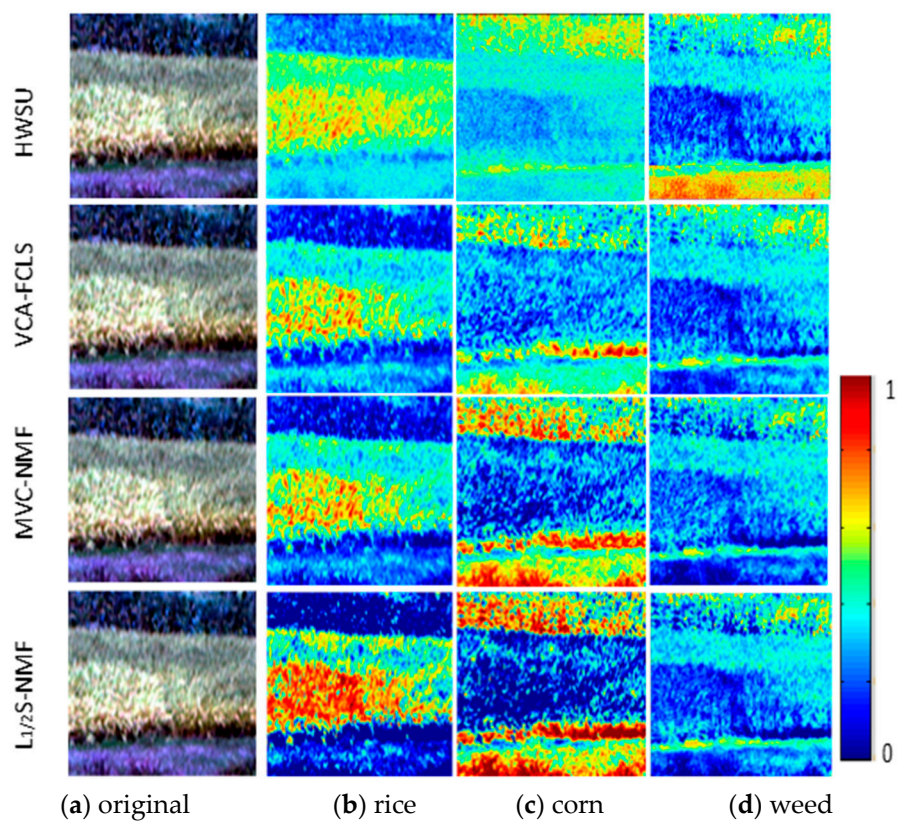 HWSU
VCA-FCLS
MVC-NMF
L1/2S-NMF
1
0
(a) original
(b) rice
(c) corn
(d) weed